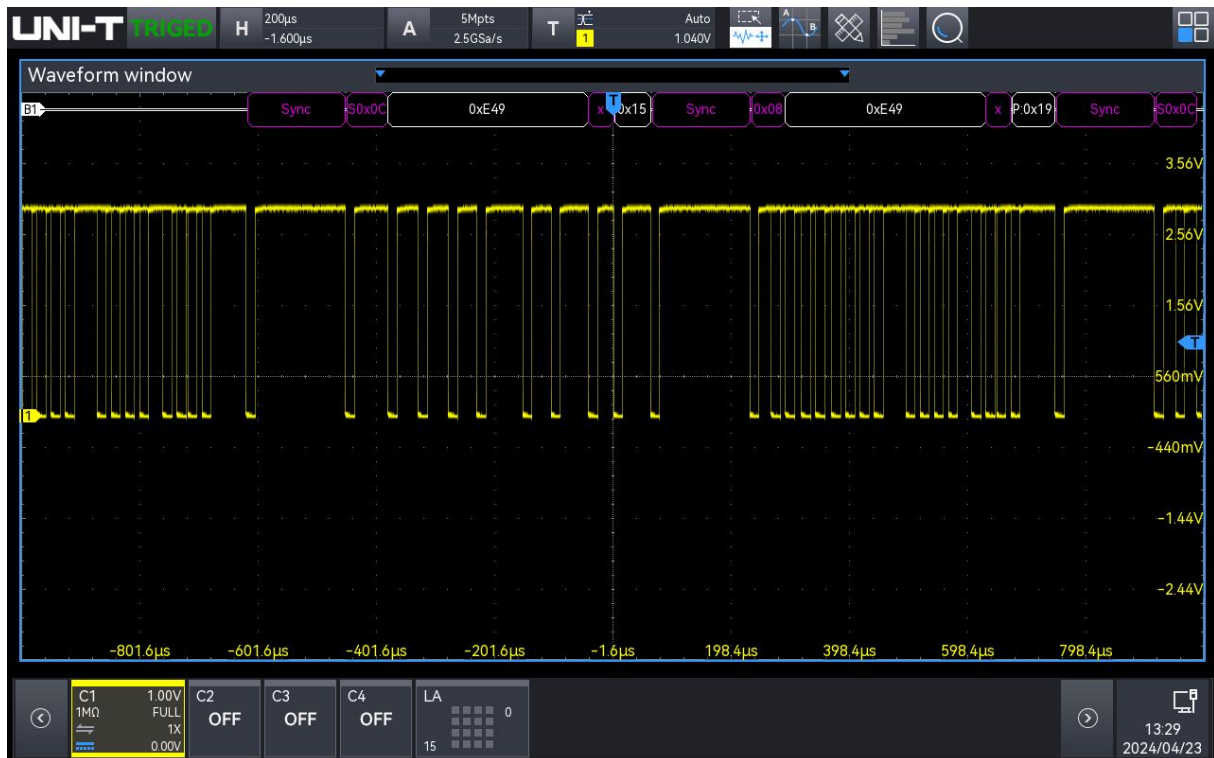 UNI-T TRIGED H 200μs -1.600μs A 5Mpts 2.5GSa/s T 1 Auto 1.040V A B
Waveform window
B1 Sync S0x0C 0xE49 x 0x15 Sync 0x08 0xE49 x P:0x19 Sync S0x0C
T
3.56V
2.56V
1.56V
T
560mV
1
-440mV
-1.44V
-2.44V
-801.6μs -601.6μs -401.6μs -201.6μs -1.6μs 198.4μs 398.4μs 598.4μs 798.4μs
C1 1.00V
1MΩ FULL
1X
0.00V
C2
OFF
C3
OFF
C4
OFF
LA
0
15
13:29
2024/04/23